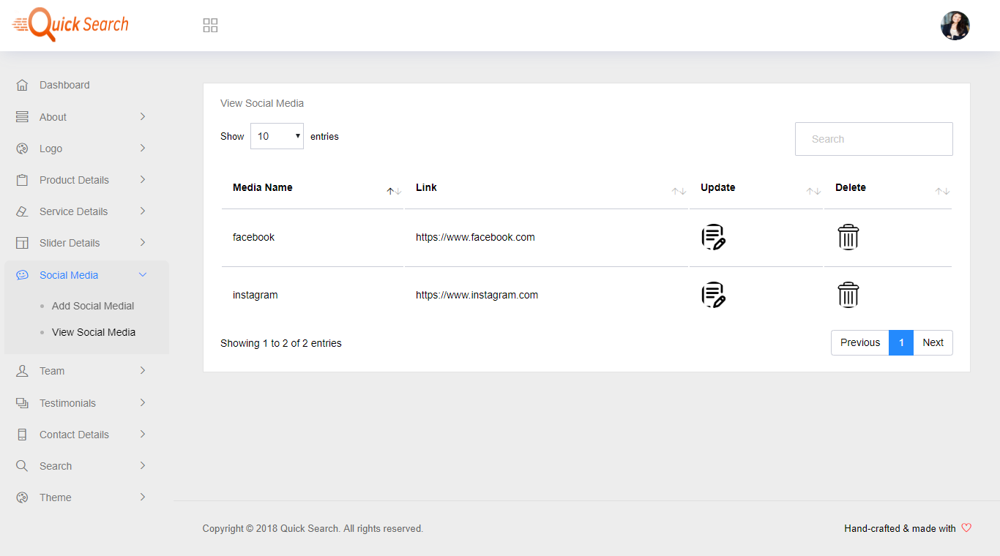 Quick Search
Dashboard
About
Logo
Product Details
Service Details
Slider Details
Social Media
Add Social Medial
View Social Media
Team
Testimonials
Contact Details
Search
Theme
View Social Media
Show 10 entries
Search
Media Name Link Update Delete
facebook https://www.facebook.com
instagram https://www.instagram.com
Showing 1 to 2 of 2 entries
Previous 1 Next
Copyright © 2018 Quick Search. All rights reserved.
Hand-crafted & made with